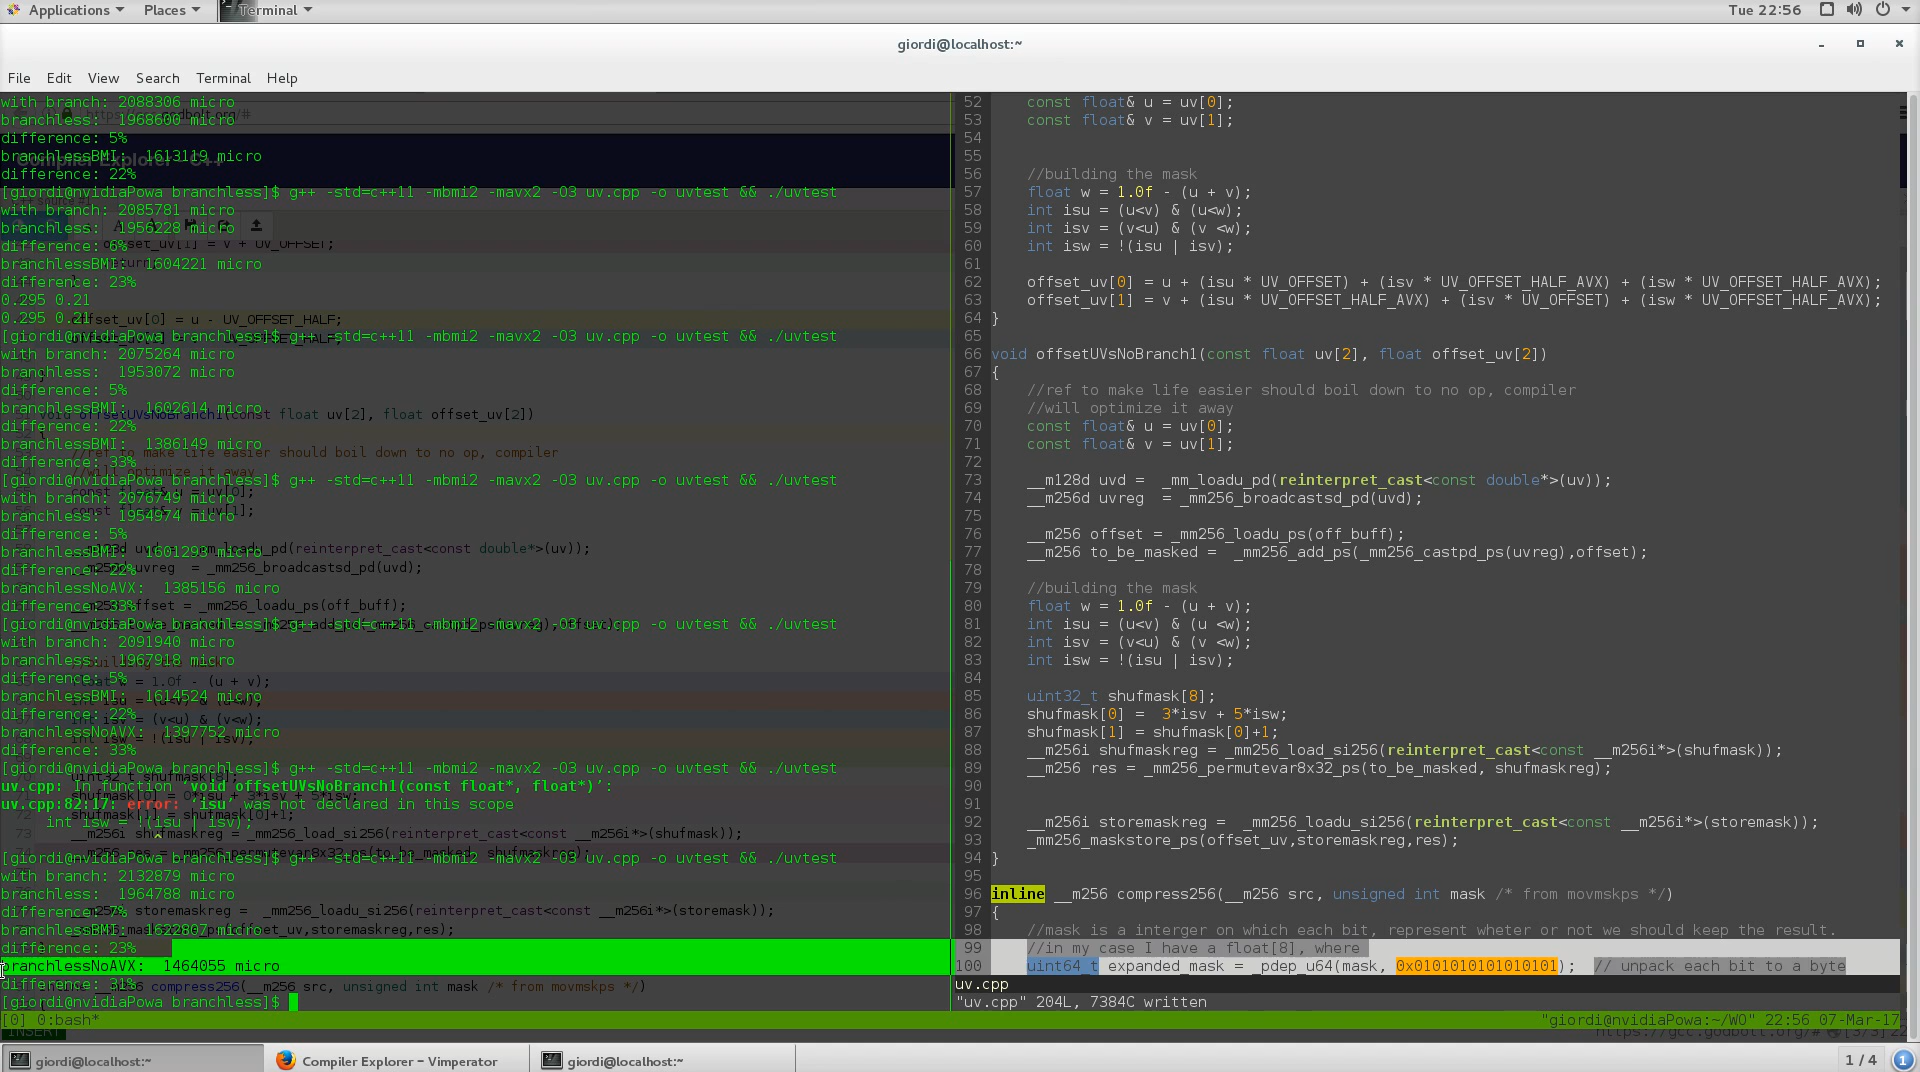 Applications Places Terminal Tue 22:56
giordi@localhost:~
File Edit View Search Terminal Help
with branch: 2088306 micro
branchless: 1968600 micro
difference: 5%
branchlessBMI: 1613119 micro
difference: 22%
[giordi@nvidiaPowa branchless]$ g++ -std=c++11 -mbmi2 -mavx2 -O3 uv.cpp -o uvtest && ./uvtest
with branch: 2085781 micro
branchless: 1956228 micro
difference: 6%
branchlessBMI: 1604221 micro
difference: 23%
0.295 0.21
0.295 0.21
[giordi@nvidiaPowa branchless]$ g++ -std=c++11 -mbmi2 -mavx2 -O3 uv.cpp -o uvtest && ./uvtest
with branch: 2075264 micro
branchless: 1953072 micro
difference: 5%
branchlessBMI: 1602614 micro
difference: 22%
branchlessBMI: 1386149 micro
difference: 33%
[giordi@nvidiaPowa branchless]$ g++ -std=c++11 -mbmi2 -mavx2 -O3 uv.cpp -o uvtest && ./uvtest
with branch: 2076749 micro
branchless: 1954974 micro
difference: 5%
branchlessBMI: 1601293 micro
difference: 22%
branchlessNoAVX: 1385156 micro
difference: 33%
[giordi@nvidiaPowa branchless]$ g++ -std=c++11 -mbmi2 -mavx2 -O3 uv.cpp -o uvtest && ./uvtest
with branch: 2091940 micro
branchless: 1967918 micro
difference: 5%
branchlessBMI: 1614524 micro
difference: 22%
branchlessNoAVX: 1397752 micro
difference: 33%
[giordi@nvidiaPowa branchless]$ g++ -std=c++11 -mbmi2 -mavx2 -O3 uv.cpp -o uvtest && ./uvtest
uv.cpp: In function ‘void offsetUVsNoBranch1(const float*, float*)’:
uv.cpp:82:17: error: ‘isu’ was not declared in this scope
int isw = !(isu | isv);
^
[giordi@nvidiaPowa branchless]$ g++ -std=c++11 -mbmi2 -mavx2 -O3 uv.cpp -o uvtest && ./uvtest
with branch: 2132879 micro
branchless: 1964788 micro
difference: 7%
branchlessBMI: 1622807 micro
difference: 23%
branchlessNoAVX: 1464055 micro
difference: 31%
[giordi@nvidiaPowa branchless]$
52 const float& u = uv[0];
53 const float& v = uv[1];
54
55
56 //building the mask
57 float w = 1.0f - (u + v);
58 int isu = (u<v) & (u<w);
59 int isv = (v<u) & (v <w);
60 int isw = !(isu | isv);
61
62 offset_uv[0] = u + (isu * UV_OFFSET) + (isv * UV_OFFSET_HALF_AVX) + (isw * UV_OFFSET_HALF_AVX);
63 offset_uv[1] = v + (isu * UV_OFFSET_HALF_AVX) + (isv * UV_OFFSET) + (isw * UV_OFFSET_HALF_AVX);
64 }
65
66 void offsetUVsNoBranch1(const float uv[2], float offset_uv[2])
67 {
68 //ref to make life easier should boil down to no op, compiler
69 //will optimize it away
70 const float& u = uv[0];
71 const float& v = uv[1];
72
73 __m128d uvd = _mm_loadu_pd(reinterpret_cast<const double*>(uv));
74 __m256d uvreg = _mm256_broadcastsd_pd(uvd);
75
76 __m256 offset = _mm256_loadu_ps(off_buff);
77 __m256 to_be_masked = _mm256_add_ps(_mm256_castpd_ps(uvreg),offset);
78
79 //building the mask
80 float w = 1.0f - (u + v);
81 int isu = (u<v) & (u <w);
82 int isv = (v<u) & (v <w);
83 int isw = !(isu | isv);
84
85 uint32_t shufmask[8];
86 shufmask[0] = 3*isv + 5*isw;
87 shufmask[1] = shufmask[0]+1;
88 __m256i shufmaskreg = _mm256_load_si256(reinterpret_cast<const __m256i*>(shufmask));
89 __m256 res = _mm256_permutevar8x32_ps(to_be_masked, shufmaskreg);
90
91
92 __m256i storemaskreg = _mm256_loadu_si256(reinterpret_cast<const __m256i*>(storemask));
93 _mm256_maskstore_ps(offset_uv,storemaskreg,res);
94 }
95
96 inline __m256 compress256(__m256 src, unsigned int mask /* from movmskps */)
97 {
98 //mask is a interger on which each bit, represent wheter or not we should keep the result.
99 //in my case I have a float[8], where
100 uint64_t expanded_mask = _pdep_u64(mask, 0x0101010101010101); // unpack each bit to a byte
uv.cpp
"uv.cpp" 204L, 7384C written
[0] 0:bash* "giordi@nvidiaPowa:~/WO" 22:56 07-Mar-17
giordi@localhost:~ Compiler Explorer - Vimperator giordi@localhost:~ 1 / 4 1